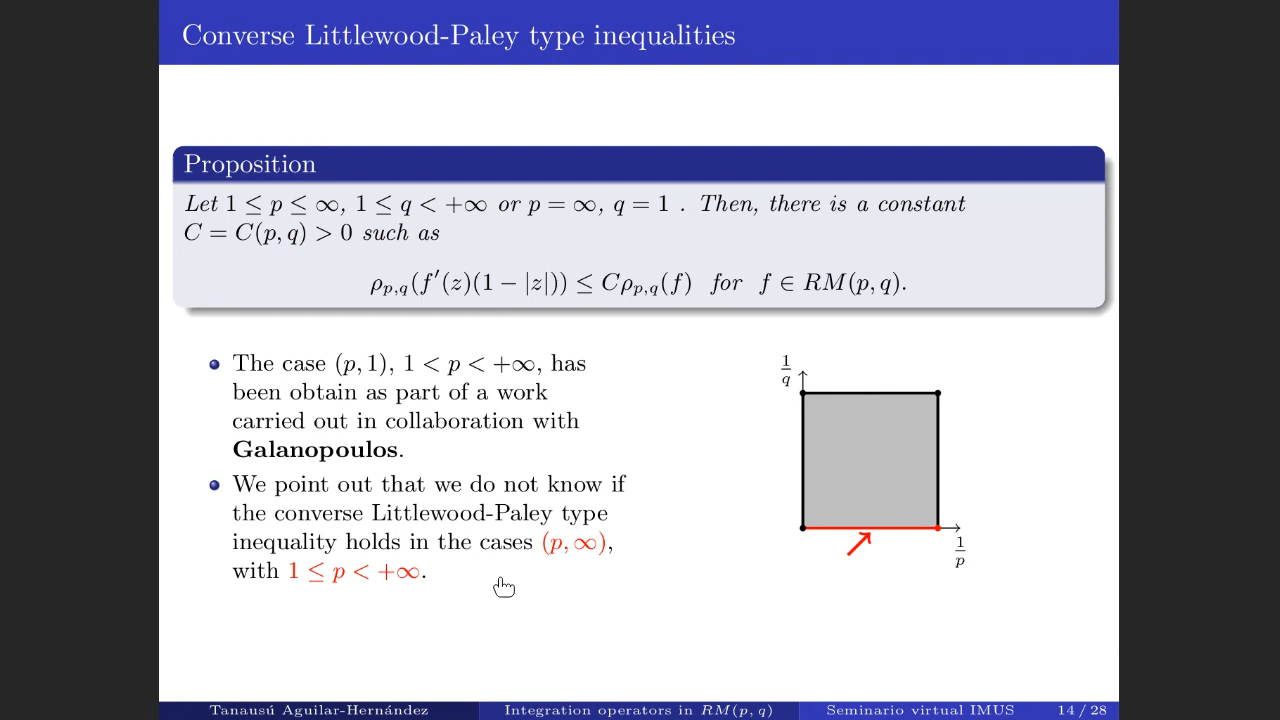 Converse Littlewood-Paley type inequalities
Proposition
Let 1 ≤ p ≤ ∞, 1 ≤ q < +∞ or p = ∞, q = 1 . Then, there is a constant
C = C(p, q) > 0 such as
ρ_{p,q}(f′(z)(1 − |z|)) ≤ Cρ_{p,q}(f) for f ∈ RM(p, q).
The case (p, 1), 1 < p < +∞, has
been obtain as part of a work
carried out in collaboration with
Galanopoulos.
We point out that we do not know if
the converse Littlewood-Paley type
inequality holds in the cases (p, ∞),
with 1 ≤ p < +∞.
1/q
1/p
Tanausú Aguilar-Hernández Integration operators in RM(p, q) Seminario virtual IMUS 14 / 28